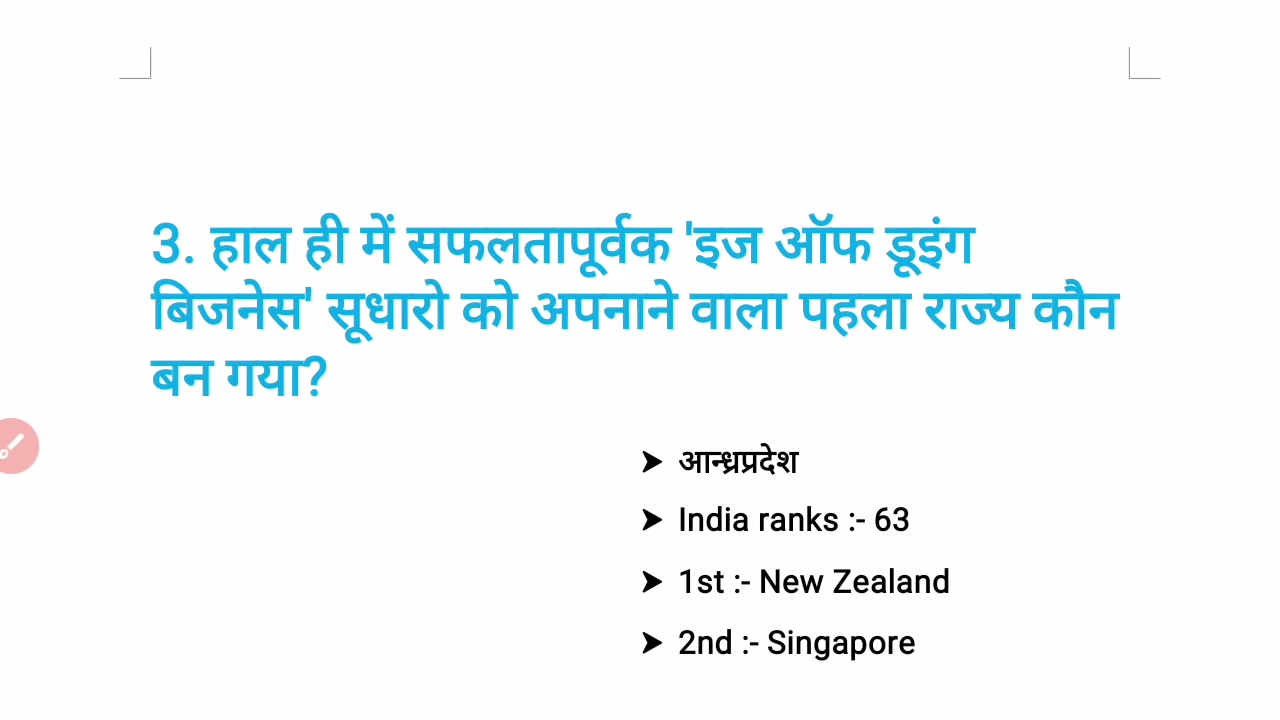 3. हाल ही में सफलतापूर्वक 'इज ऑफ डूइंग
बिजनेस' सूधारो को अपनाने वाला पहला राज्य कौन
बन गया?
➤ आन्ध्रप्रदेश
➤ India ranks :- 63
➤ 1st :- New Zealand
➤ 2nd :- Singapore